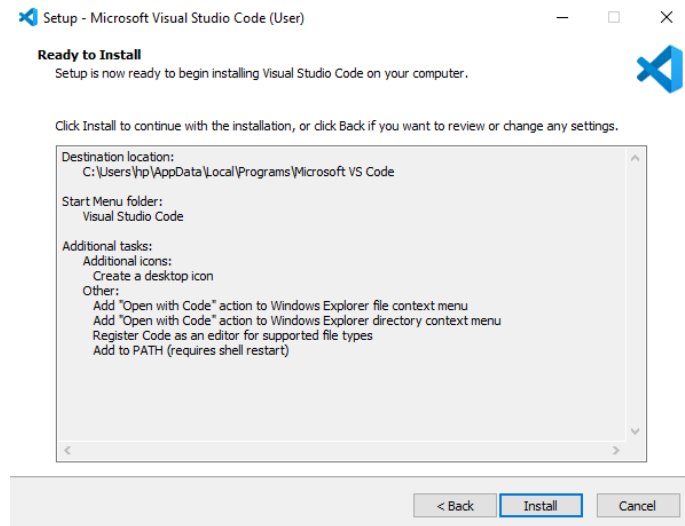 Setup - Microsoft Visual Studio Code (User)
Ready to Install
Setup is now ready to begin installing Visual Studio Code on your computer.
Click Install to continue with the installation, or click Back if you want to review or change any settings.
Destination location:
C:\Users\hp\AppData\Local\Programs\Microsoft VS Code
Start Menu folder:
Visual Studio Code
Additional tasks:
Additional icons:
Create a desktop icon
Other:
Add "Open with Code" action to Windows Explorer file context menu
Add "Open with Code" action to Windows Explorer directory context menu
Register Code as an editor for supported file types
Add to PATH (requires shell restart)
< Back Install Cancel